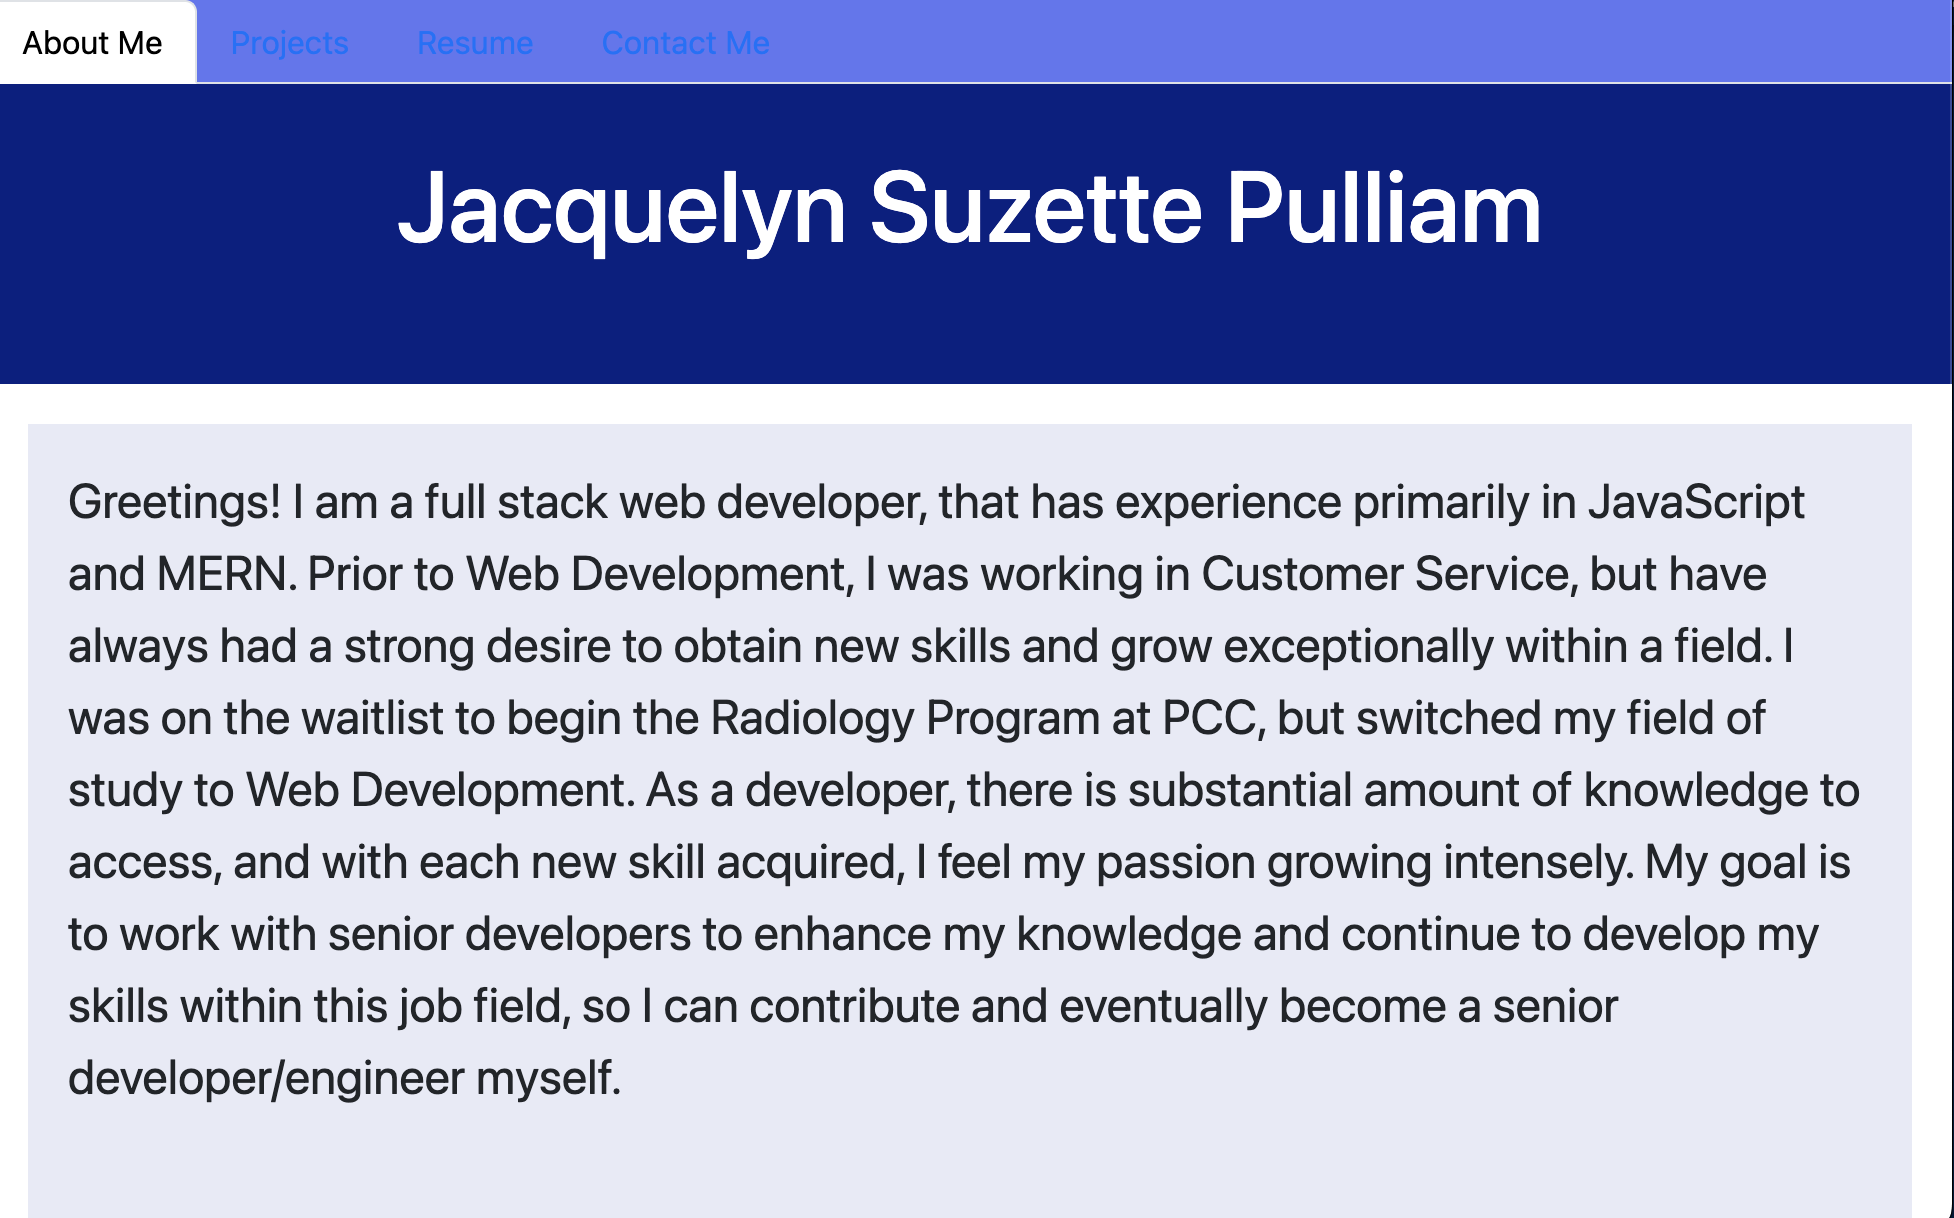 About Me Projects Resume Contact Me
Jacquelyn Suzette Pulliam
Greetings! I am a full stack web developer, that has experience primarily in JavaScript
and MERN. Prior to Web Development, I was working in Customer Service, but have
always had a strong desire to obtain new skills and grow exceptionally within a field. I
was on the waitlist to begin the Radiology Program at PCC, but switched my field of
study to Web Development. As a developer, there is substantial amount of knowledge to
access, and with each new skill acquired, I feel my passion growing intensely. My goal is
to work with senior developers to enhance my knowledge and continue to develop my
skills within this job field, so I can contribute and eventually become a senior
developer/engineer myself.